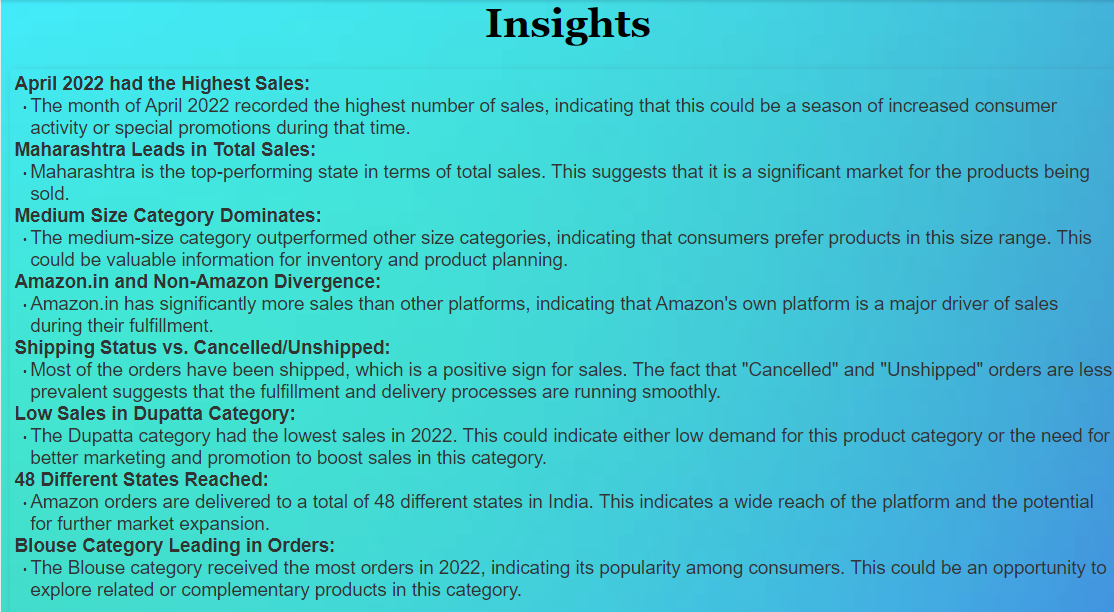 Insights
April 2022 had the Highest Sales:
· The month of April 2022 recorded the highest number of sales, indicating that this could be a season of increased consumer
activity or special promotions during that time.
Maharashtra Leads in Total Sales:
· Maharashtra is the top-performing state in terms of total sales. This suggests that it is a significant market for the products being
sold.
Medium Size Category Dominates:
· The medium-size category outperformed other size categories, indicating that consumers prefer products in this size range. This
could be valuable information for inventory and product planning.
Amazon.in and Non-Amazon Divergence:
· Amazon.in has significantly more sales than other platforms, indicating that Amazon's own platform is a major driver of sales
during their fulfillment.
Shipping Status vs. Cancelled/Unshipped:
· Most of the orders have been shipped, which is a positive sign for sales. The fact that "Cancelled" and "Unshipped" orders are less
prevalent suggests that the fulfillment and delivery processes are running smoothly.
Low Sales in Dupatta Category:
· The Dupatta category had the lowest sales in 2022. This could indicate either low demand for this product category or the need for
better marketing and promotion to boost sales in this category.
48 Different States Reached:
· Amazon orders are delivered to a total of 48 different states in India. This indicates a wide reach of the platform and the potential
for further market expansion.
Blouse Category Leading in Orders:
· The Blouse category received the most orders in 2022, indicating its popularity among consumers. This could be an opportunity to
explore related or complementary products in this category.